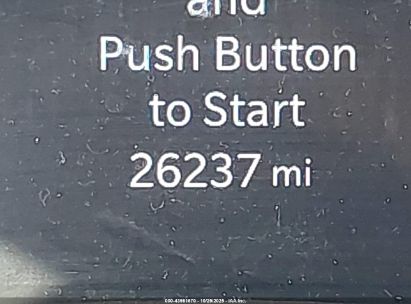 and
Push Button
to Start
26237 mi